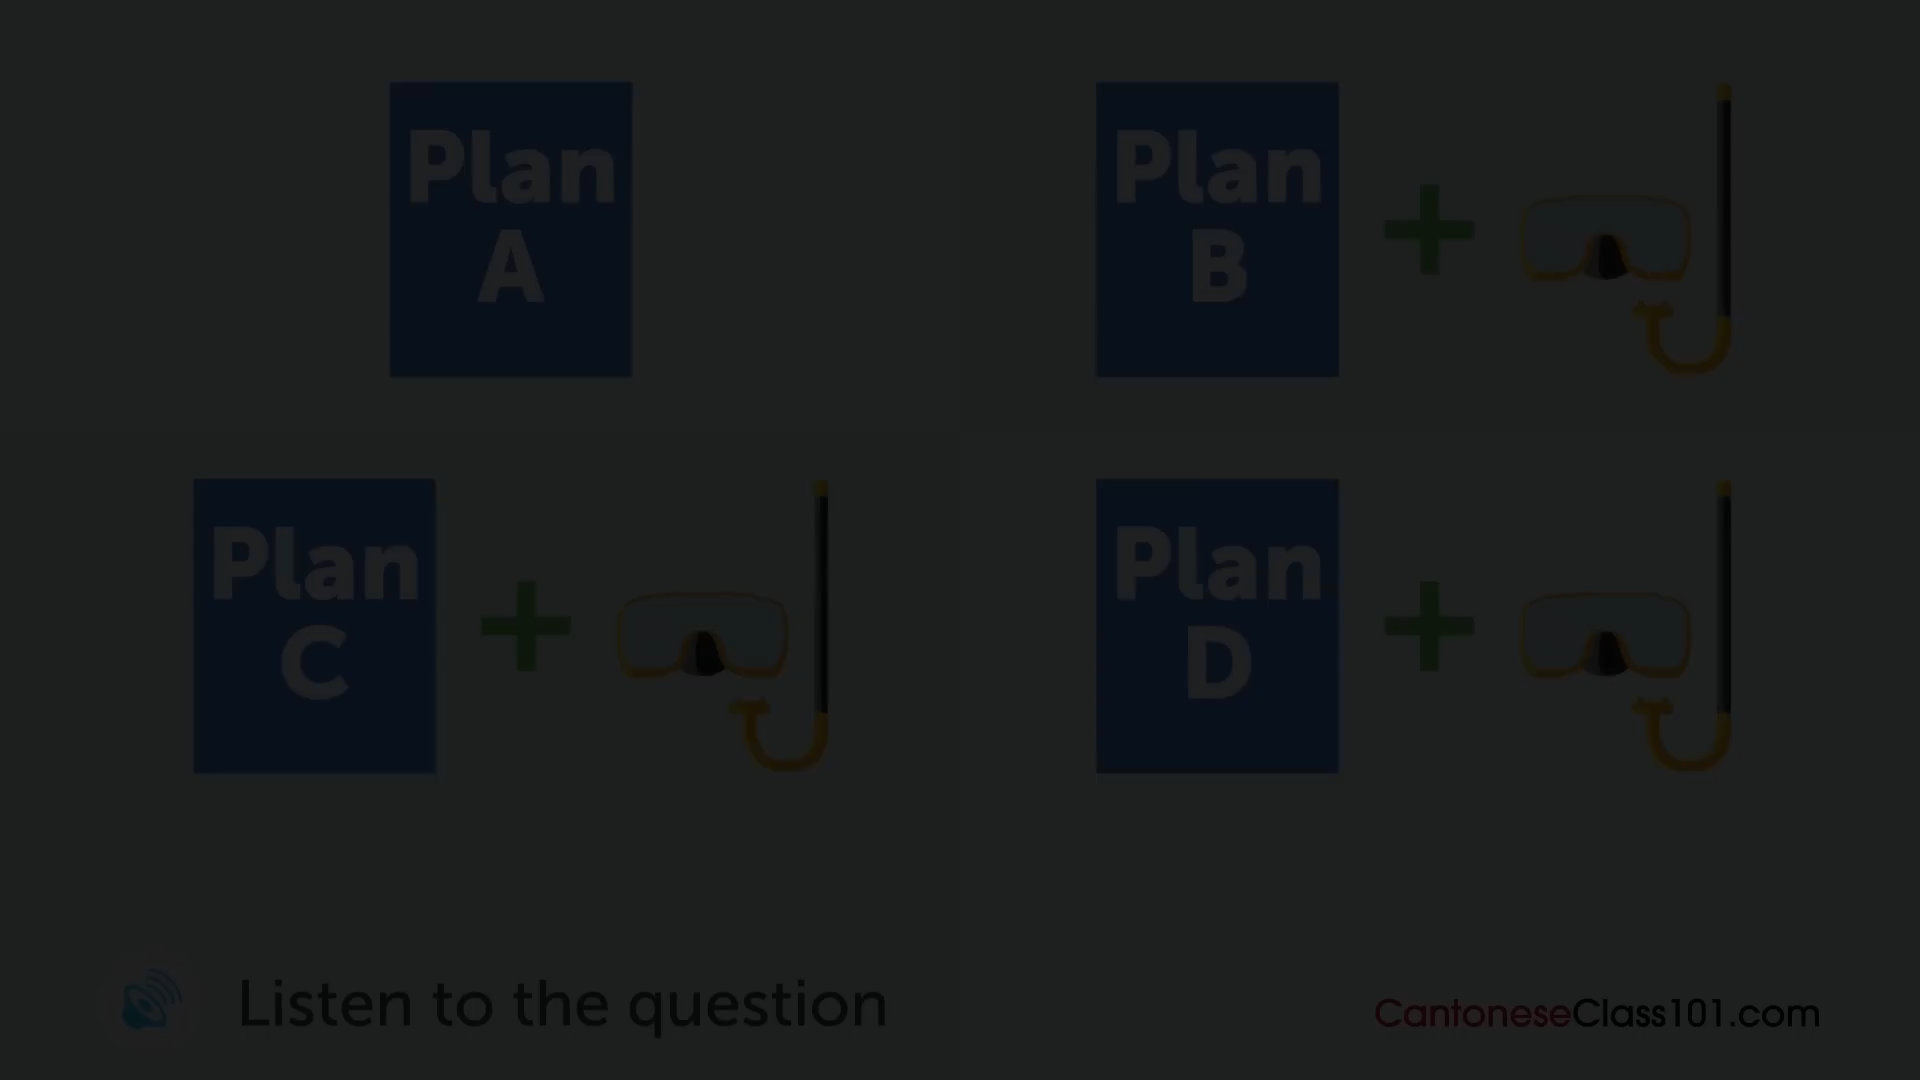 Plan
A
Plan
B
Plan
C
Plan
D
Listen to the question
CantoneseClass101.com